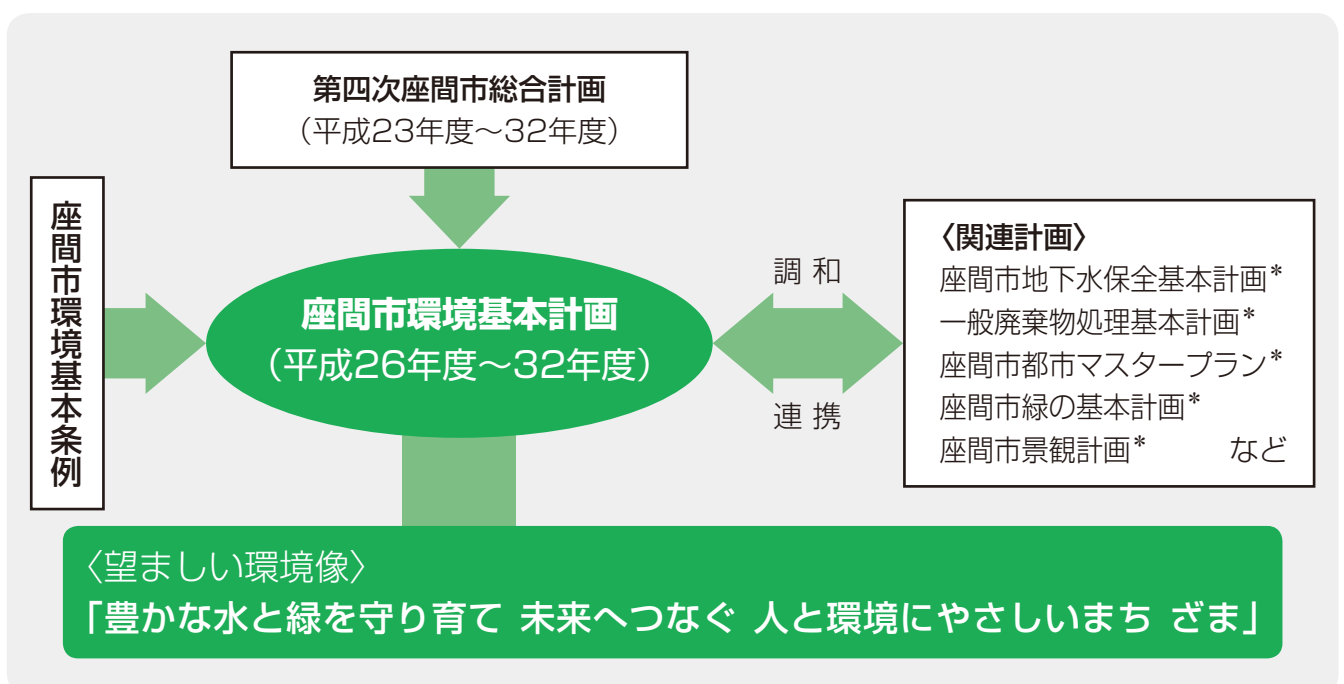 第四次座間市総合計画
（平成23年度～32年度）
座間市環境基本条例
座間市環境基本計画
（平成26年度～32年度）
調和
連携
〈関連計画〉
座間市地下水保全基本計画*
一般廃棄物処理基本計画*
座間市都市マスタープラン*
座間市緑の基本計画*
座間市景観計画* など
〈望ましい環境像〉
「豊かな水と緑を守り育て 未来へつなぐ 人と環境にやさしいまち ざま」